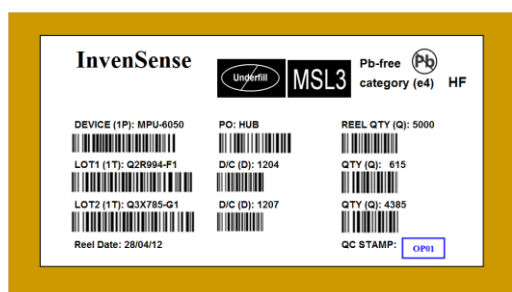 InvenSense
Underfill
MSL3
Pb-free
category (e4)
Pb
HF
DEVICE (1P): MPU-6050
PO: HUB
REEL QTY (Q): 5000
LOT1 (1T): Q2R994-F1
D/C (D): 1204
QTY (Q): 615
LOT2 (1T): Q3X785-G1
D/C (D): 1207
QTY (Q): 4385
Reel Date: 28/04/12
QC STAMP: OP01